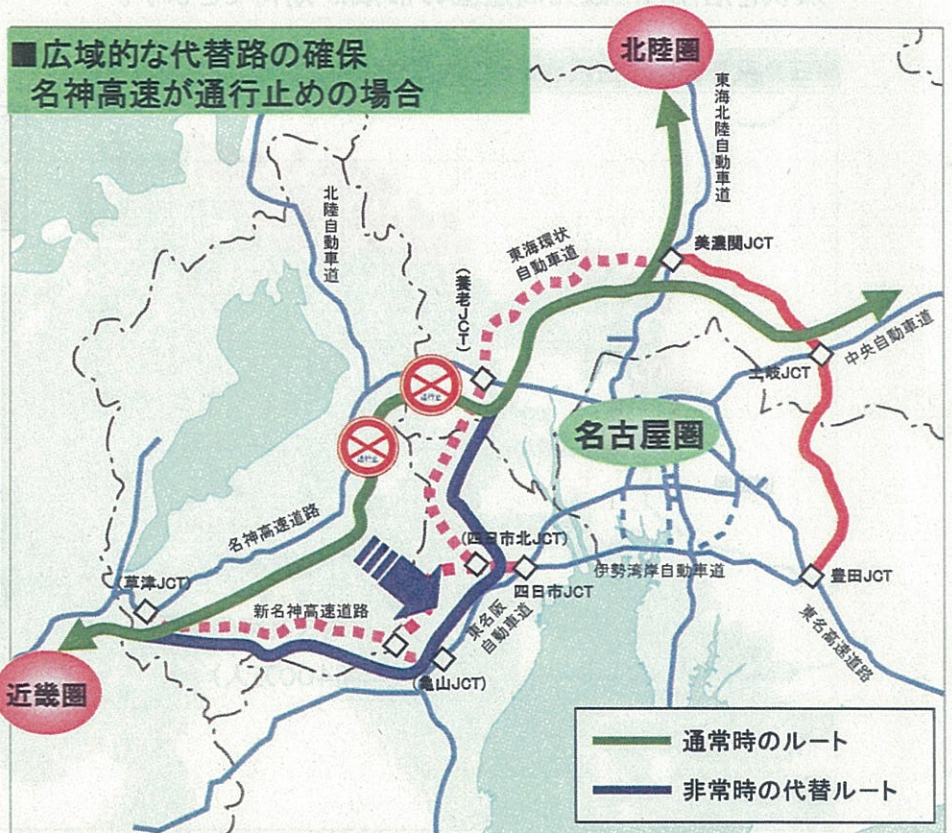 ■広域的な代替路の確保
名神高速が通行止めの場合
北陸圏
東海北陸自動車道
北陸自動車道
東海環状
自動車道
美濃関JCT
(養老JCT)
土岐JCT
中央自動車道
通行止
通行止
名古屋圏
名神高速道路
(四日市北JCT)
伊勢湾岸自動車道
四日市JCT
豊田JCT
(草津JCT)
新名神高速道路
東名阪
自動車道
東名高速道路
(亀山JCT)
近畿圏
通常時のルート
非常時の代替ルート